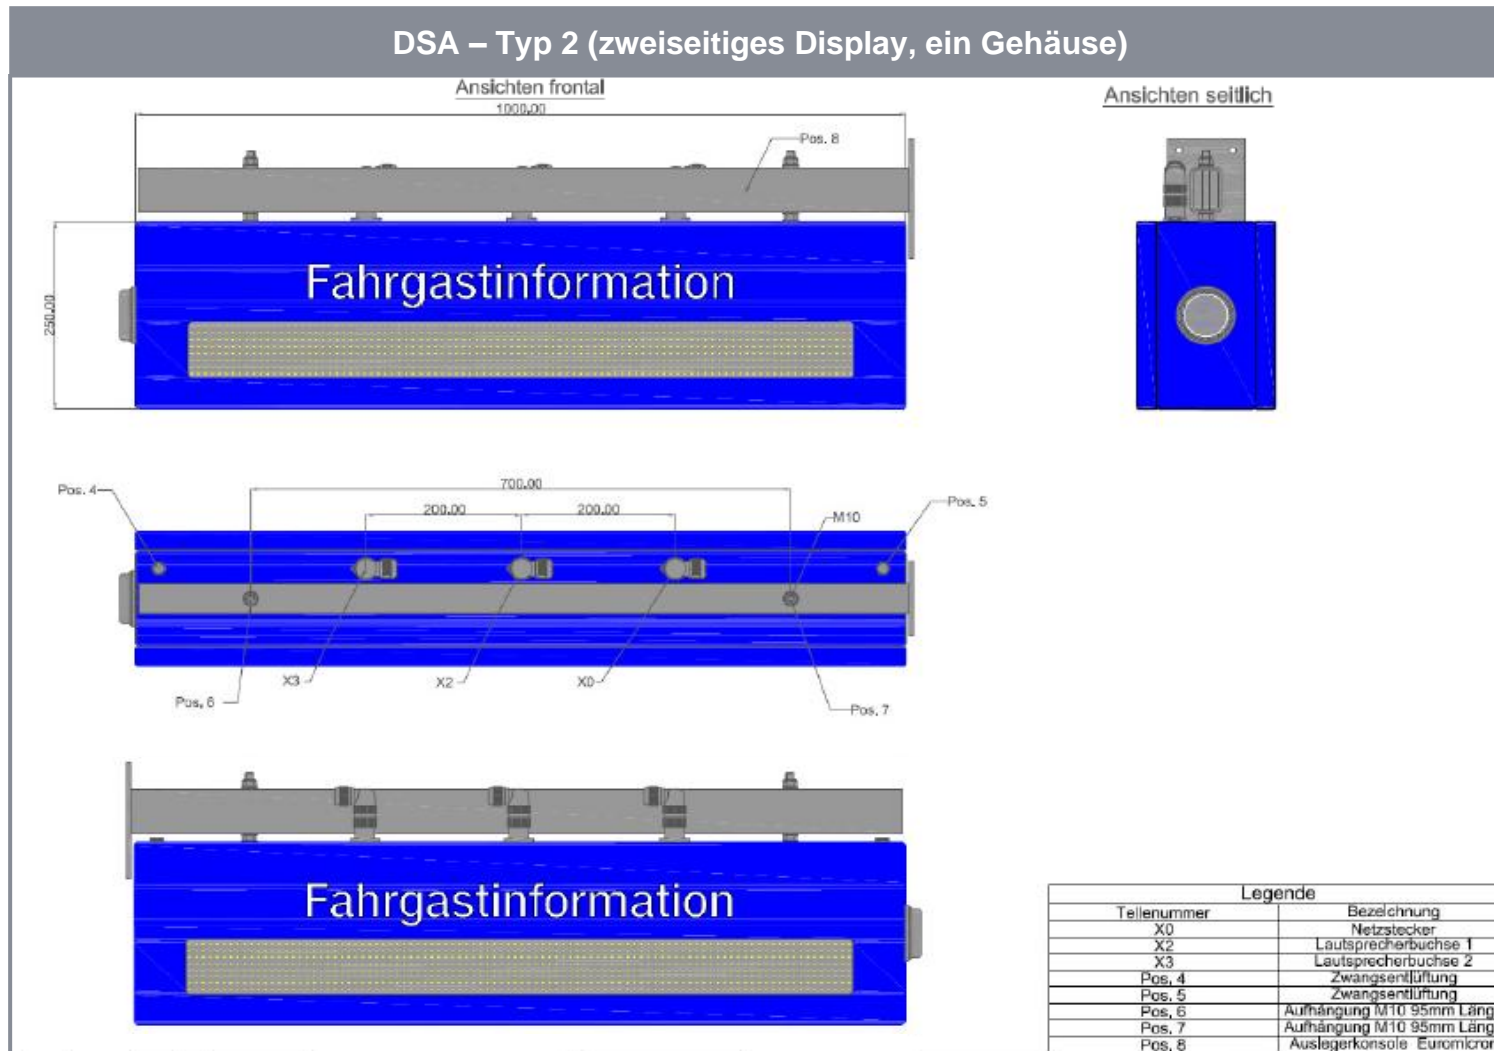 DSA – Typ 2 (zweiseitiges Display, ein Gehäuse)
Ansichten frontal
Ansichten seitlich
1000.00
Pos. 8
250.00
Fahrgastinformation
Pos. 4
700.00
200.00
200.00
M10
Pos. 5
X3
X2
X0
Pos. 6
Pos. 7
Fahrgastinformation
Legende
Teilenummer Bezeichnung
X0 Netzstecker
X2 Lautsprecherbuchse 1
X3 Lautsprecherbuchse 2
Pos. 4 Zwangsentlüftung
Pos. 5 Zwangsentlüftung
Pos. 6 Aufhängung M10 95mm Läng
Pos. 7 Aufhängung M10 95mm Läng
Pos. 8 Auslegerkonsole Euromicron